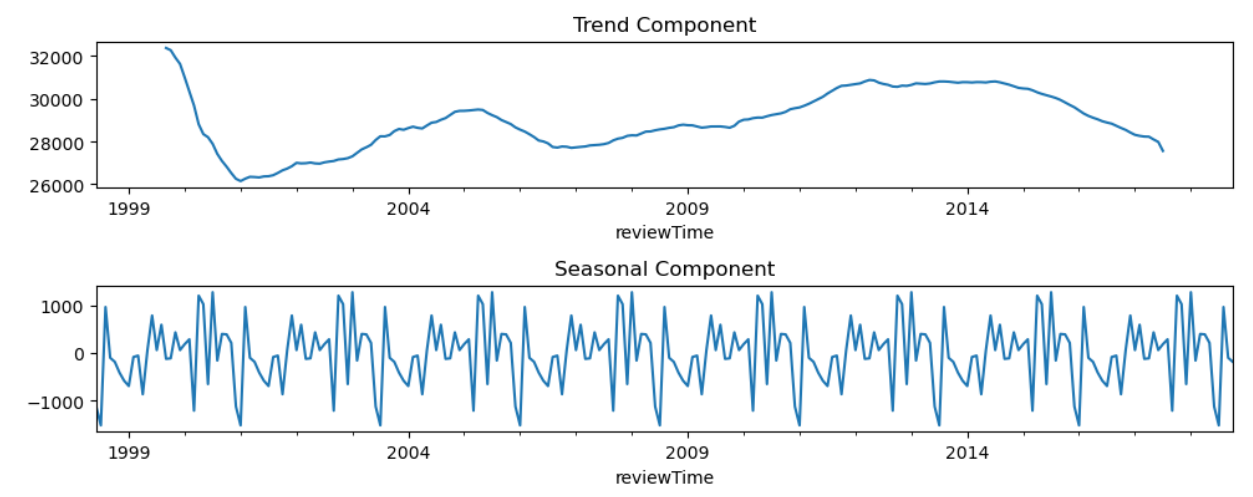 Trend Component
32000
30000
28000
26000
1999 2004 2009 2014
reviewTime
Seasonal Component
1000
0
−1000
1999 2004 2009 2014
reviewTime